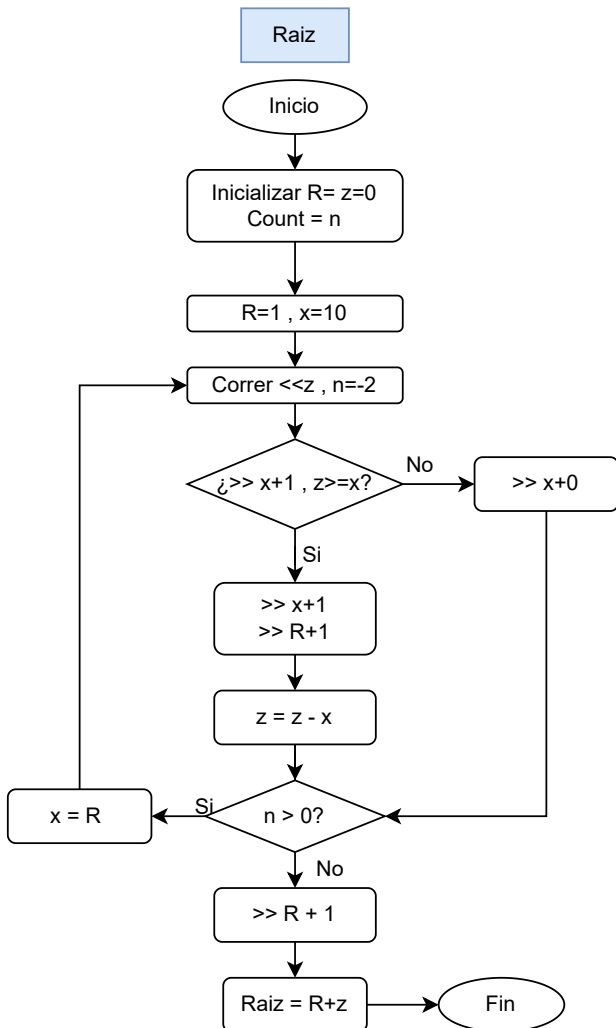 Raiz
Inicio
Inicializar R= z=0
Count = n
R=1 , x=10
Correr <<z , n=-2
¿>> x+1 , z>=x?
No
>> x+0
Si
>> x+1
>> R+1
z = z - x
n > 0?
Si
x = R
No
>> R + 1
Raiz = R+z
Fin